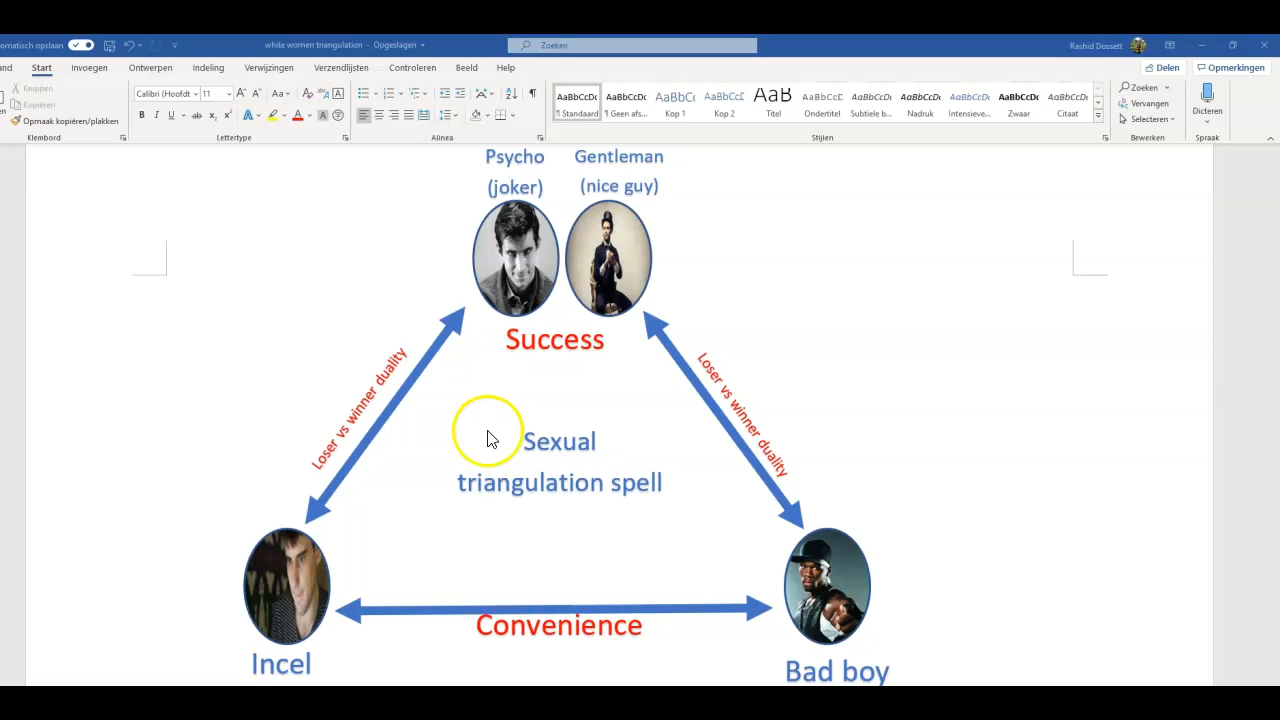 omatisch opslaan
white women triangulation - Opgeslagen
Zoeken
Rashid Dossett
and Start Invoegen Ontwerpen Indeling Verwijzingen Verzendlijsten Controleren Beeld Help
Delen Opmerkingen
Knippen
Kopiëren
Opmaak kopiëren/plakken
Klembord
Calibri (Hoofdt 11
Lettertype
Alinea
AaBbCcDc AaBbCcDc AaBbCc AaBbCcC AaB AaBbCcC AaBbCcDc AaBbCcDc AaBbCcDc AaBbCcDc AaBbCcDc
¶ Standaard ¶ Geen afs... Kop 1 Kop 2 Titel Ondertitel Subtiele b... Nadruk Intensieve... Zwaar Citaat
Stijlen
Zoeken
Vervangen
Selecteren
Bewerken
Dicteren
Spraak
Psycho
(joker)
Gentleman
(nice guy)
Success
Loser vs winner duality
Loser vs winner duality
Sexual
triangulation spell
Convenience
Incel
Bad boy